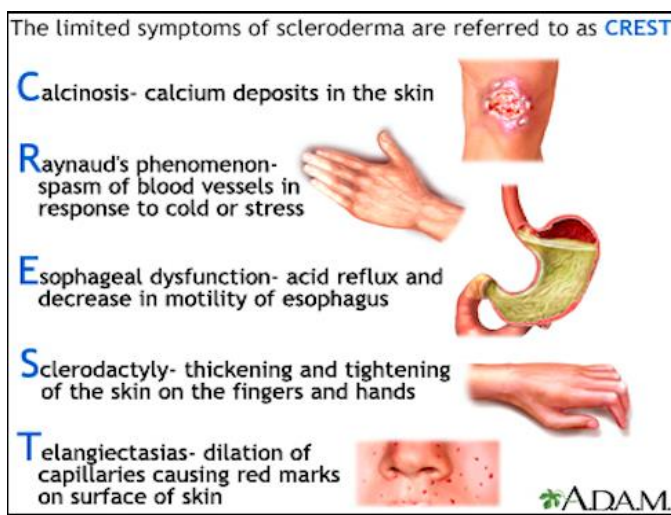 The limited symptoms of scleroderma are referred to as CREST
Calcinosis- calcium deposits in the skin
Raynaud's phenomenon-
spasm of blood vessels in
response to cold or stress
Esophageal dysfunction- acid reflux and
decrease in motility of esophagus
Sclerodactyly- thickening and tightening
of the skin on the fingers and hands
Telangiectasias- dilation of
capillaries causing red marks
on surface of skin
A.D.A.M.